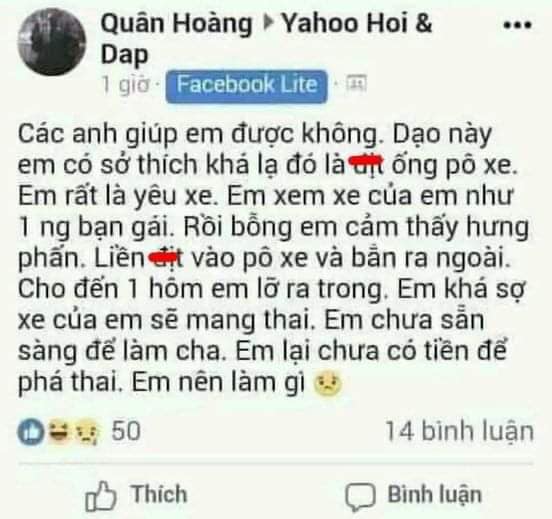 Quân Hoàng ▸ Yahoo Hoi &
Dap
1 giờ · Facebook Lite ·
Các anh giúp em được không. Dạo này
em có sở thích khá lạ đó là địt ống pô xe.
Em rất là yêu xe. Em xem xe của em như
1 ng bạn gái. Rồi bỗng em cảm thấy hưng
phấn. Liền địt vào pô xe và bắn ra ngoài.
Cho đến 1 hôm em lỡ ra trong. Em khá sợ
xe của em sẽ mang thai. Em chưa sẵn
sàng để làm cha. Em lại chưa có tiền để
phá thai. Em nên làm gì 😟
50
14 bình luận
Thích
Bình luận